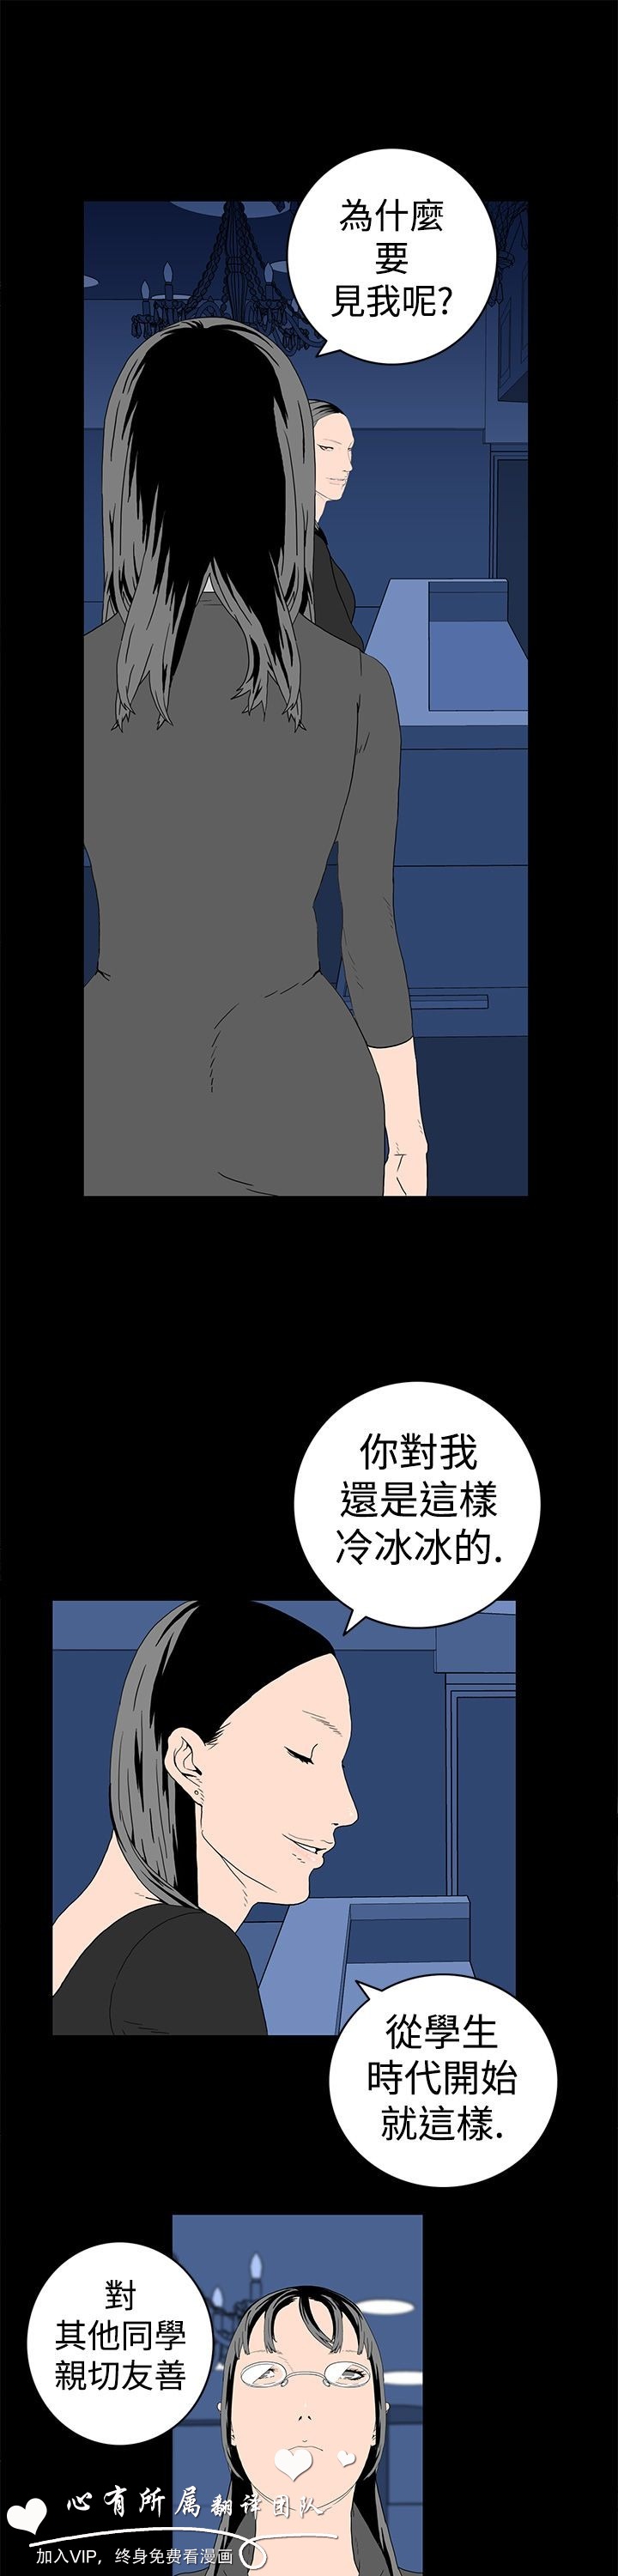 為什麼
要
見我呢?
你對我
還是這樣
冷冰冰的.
從學生
時代開始
就這樣.
對
其他同學
親切友善
心有所属翻译团队
加入VIP，终身免费看漫画